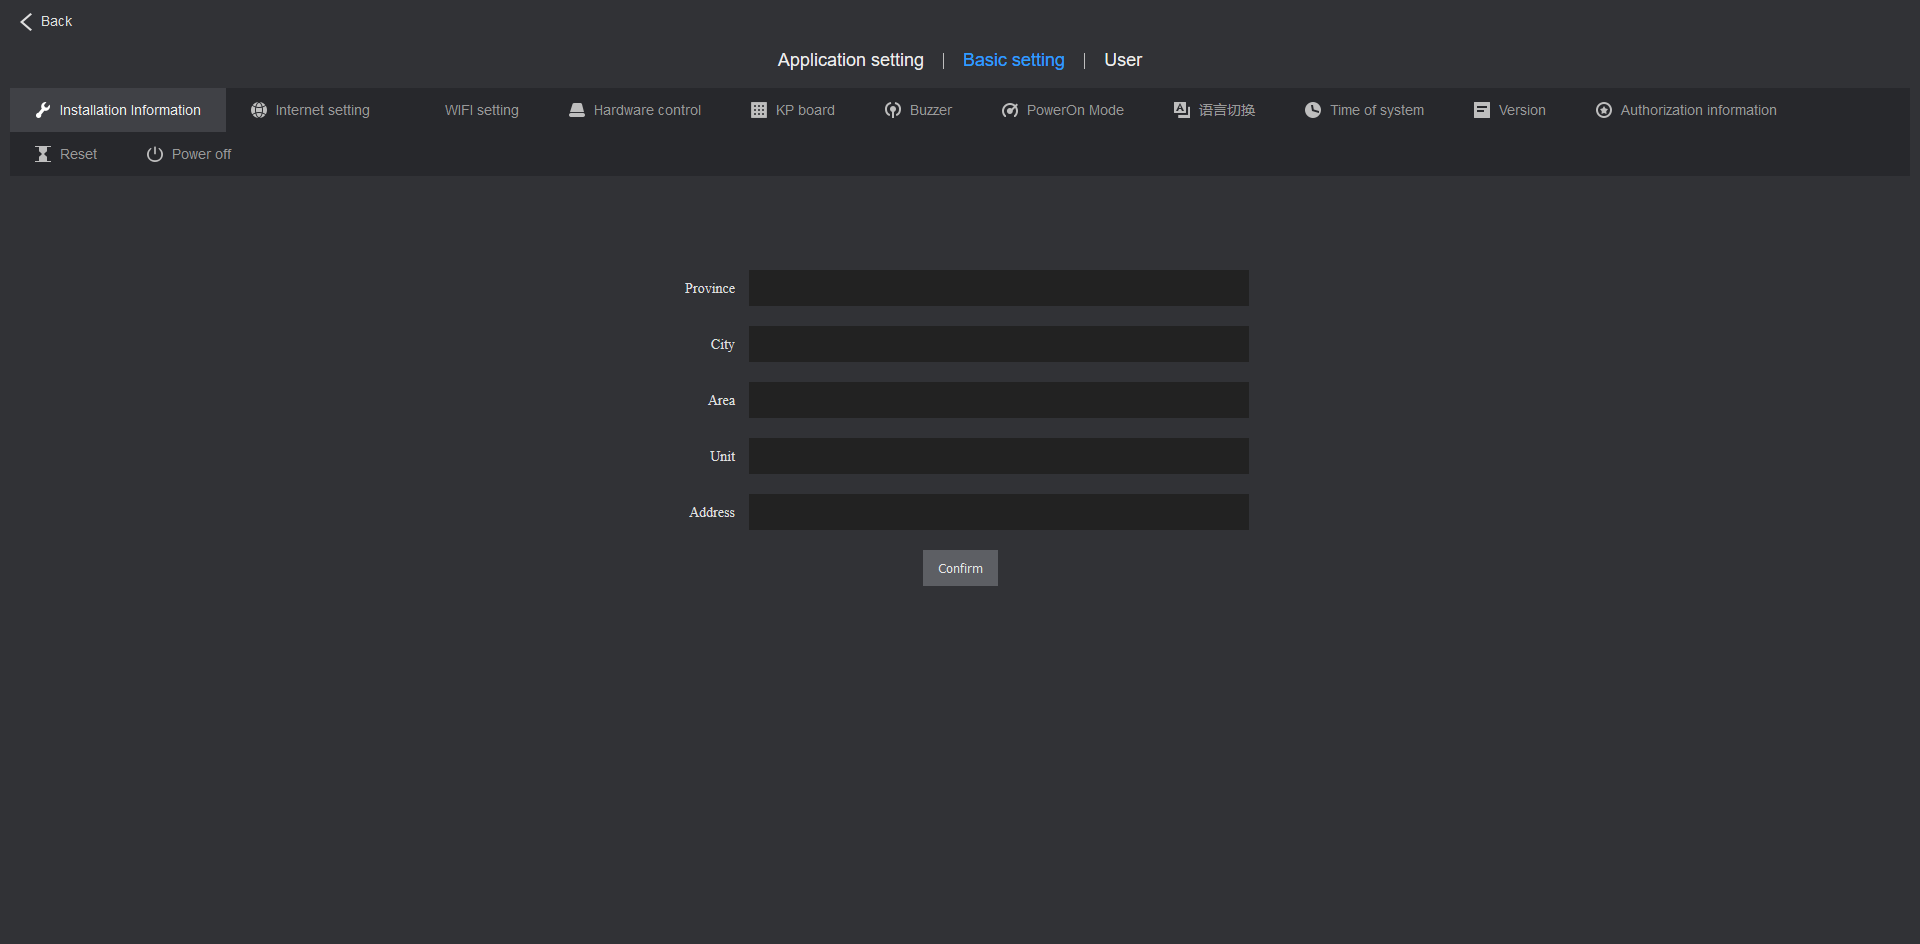 Back
Application setting | Basic setting | User
Installation Information Internet setting WIFI setting Hardware control KP board Buzzer PowerOn Mode 语言切换 Time of system Version Authorization information
Reset Power off
Province
City
Area
Unit
Address
Confirm